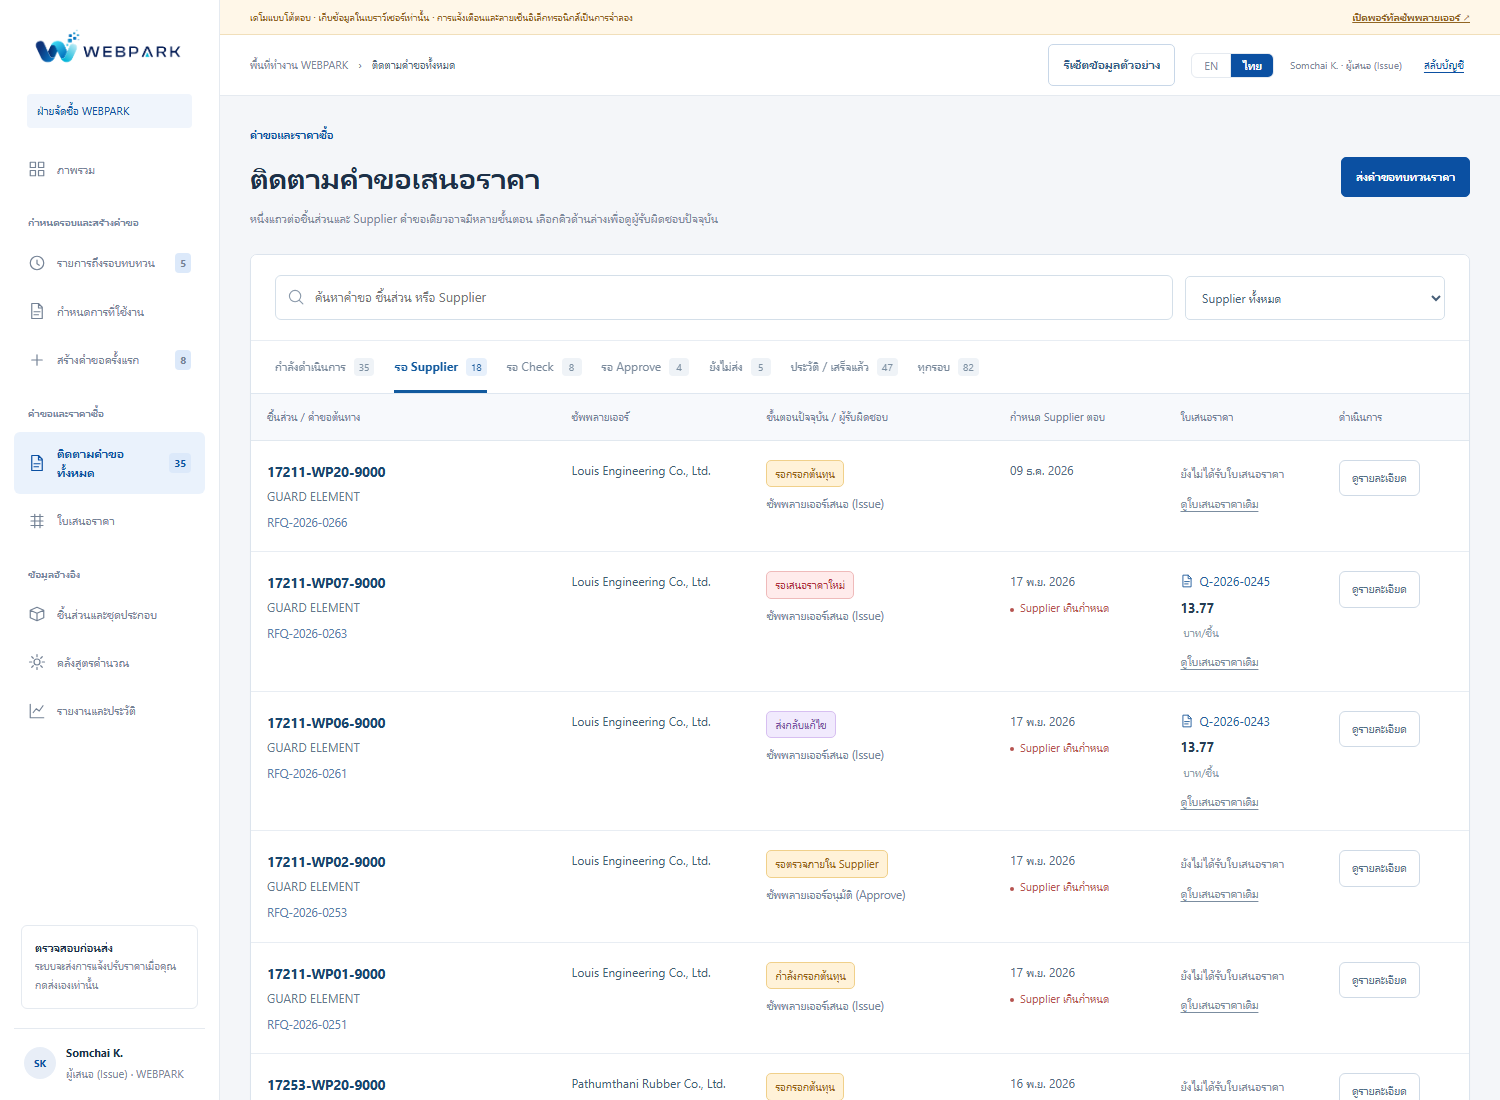 เดโมแบบโต้ตอบ · เก็บข้อมูลในเบราว์เซอร์เท่านั้น · การแจ้งเตือนและลายเซ็นอิเล็กทรอนิกส์เป็นการจำลอง
เปิดพอร์ทัลซัพพลายเออร์ ↗
WEBPARK
พื้นที่ทำงาน WEBPARK › ติดตามคำขอทั้งหมด
รีเซ็ตข้อมูลตัวอย่าง
EN ไทย
Somchai K. · ผู้เสนอ (Issue)
สลับบัญชี
ฝ่ายจัดซื้อ WEBPARK
ภาพรวม
กำหนดรอบและสร้างคำขอ
รายการถึงรอบทบทวน 5
กำหนดการที่ใช้งาน
สร้างคำขอครั้งแรก 8
คำขอและราคาซื้อ
ติดตามคำขอ
ทั้งหมด 35
ใบเสนอราคา
ข้อมูลอ้างอิง
ชิ้นส่วนและชุดประกอบ
คลังสูตรคำนวณ
รายงานและประวัติ
ตรวจสอบก่อนส่ง
ระบบจะส่งการแจ้งปรับราคาเมื่อคุณ
กดส่งเองเท่านั้น
SK
Somchai K.
ผู้เสนอ (Issue) · WEBPARK
คำขอและราคาซื้อ
ติดตามคำขอเสนอราคา
หนึ่งแถวต่อชิ้นส่วนและ Supplier คำขอเดียวอาจมีหลายขั้นตอน เลือกคิวด้านล่างเพื่อดูผู้รับผิดชอบปัจจุบัน
ส่งคำขอทบทวนราคา
ค้นหาคำขอ ชิ้นส่วน หรือ Supplier
Supplier ทั้งหมด
กำลังดำเนินการ 35 รอ Supplier 18 รอ Check 8 รอ Approve 4 ยังไม่ส่ง 5 ประวัติ / เสร็จแล้ว 47 ทุกรอบ 82
ชิ้นส่วน / คำขอต้นทาง ซัพพลายเออร์ ขั้นตอนปัจจุบัน / ผู้รับผิดชอบ กำหนด Supplier ตอบ ใบเสนอราคา ดำเนินการ
17211-WP20-9000 Louis Engineering Co., Ltd. รอกรอกต้นทุน 09 ธ.ค. 2026 ยังไม่ได้รับใบเสนอราคา ดูรายละเอียด
GUARD ELEMENT ซัพพลายเออร์เสนอ (Issue) ดูใบเสนอราคาเดิม
RFQ-2026-0266
17211-WP07-9000 Louis Engineering Co., Ltd. รอเสนอราคาใหม่ 17 พ.ย. 2026 Q-2026-0245 ดูรายละเอียด
GUARD ELEMENT ซัพพลายเออร์เสนอ (Issue) • Supplier เกินกำหนด 13.77
RFQ-2026-0263 บาท/ชิ้น
ดูใบเสนอราคาเดิม
17211-WP06-9000 Louis Engineering Co., Ltd. ส่งกลับแก้ไข 17 พ.ย. 2026 Q-2026-0243 ดูรายละเอียด
GUARD ELEMENT ซัพพลายเออร์เสนอ (Issue) • Supplier เกินกำหนด 13.77
RFQ-2026-0261 บาท/ชิ้น
ดูใบเสนอราคาเดิม
17211-WP02-9000 Louis Engineering Co., Ltd. รอตรวจภายใน Supplier 17 พ.ย. 2026 ยังไม่ได้รับใบเสนอราคา ดูรายละเอียด
GUARD ELEMENT ซัพพลายเออร์อนุมัติ (Approve) • Supplier เกินกำหนด ดูใบเสนอราคาเดิม
RFQ-2026-0253
17211-WP01-9000 Louis Engineering Co., Ltd. กำลังกรอกต้นทุน 17 พ.ย. 2026 ยังไม่ได้รับใบเสนอราคา ดูรายละเอียด
GUARD ELEMENT ซัพพลายเออร์เสนอ (Issue) • Supplier เกินกำหนด ดูใบเสนอราคาเดิม
RFQ-2026-0251
17253-WP20-9000 Pathumthani Rubber Co., Ltd. รอกรอกต้นทุน 16 พ.ย. 2026 ยังไม่ได้รับใบเสนอราคา ดูรายละเอียด